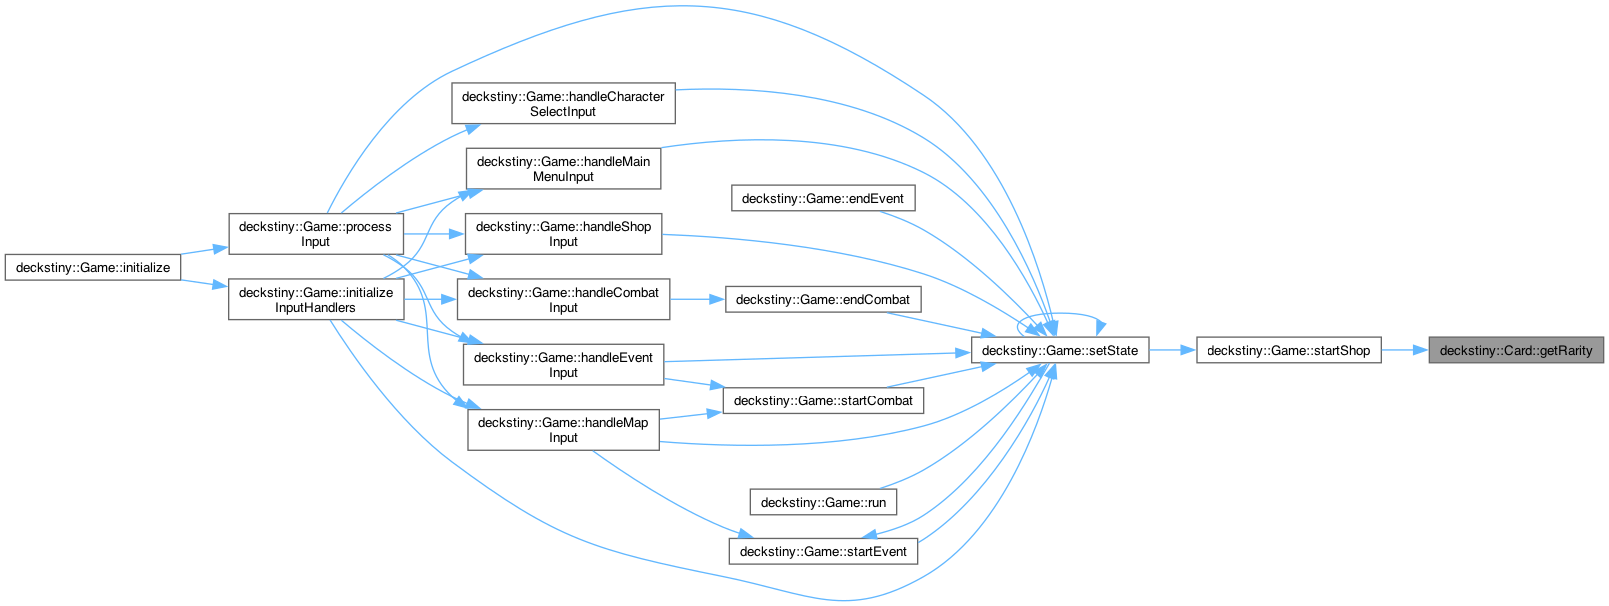 deckstiny::Game::initialize
deckstiny::Game::process
Input
deckstiny::Game::initialize
InputHandlers
deckstiny::Game::handleCharacter
SelectInput
deckstiny::Game::handleMain
MenuInput
deckstiny::Game::handleShop
Input
deckstiny::Game::handleCombat
Input
deckstiny::Game::handleEvent
Input
deckstiny::Game::handleMap
Input
deckstiny::Game::endEvent
deckstiny::Game::endCombat
deckstiny::Game::startCombat
deckstiny::Game::run
deckstiny::Game::startEvent
deckstiny::Game::setState
deckstiny::Game::startShop
deckstiny::Card::getRarity